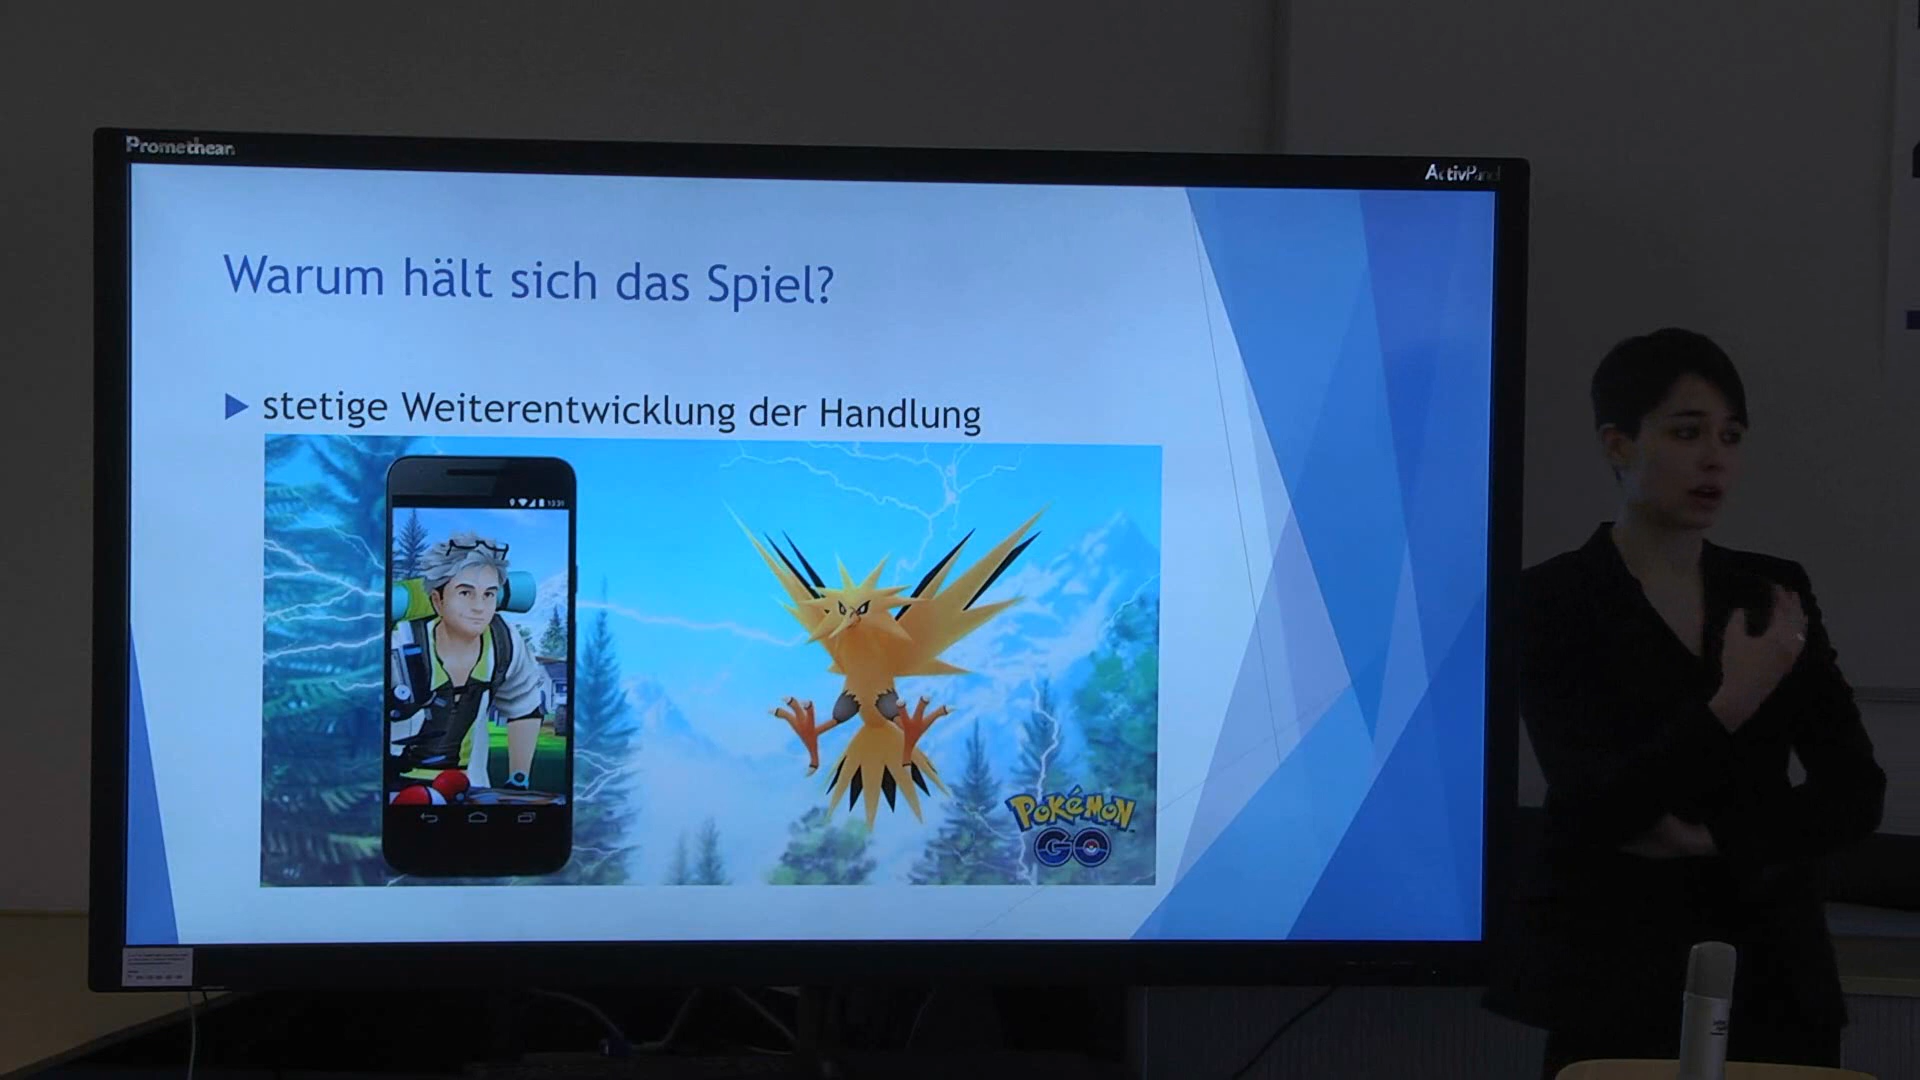 Promethean
ActivPanel
Warum hält sich das Spiel?
stetige Weiterentwicklung der Handlung
POKéMON
GO